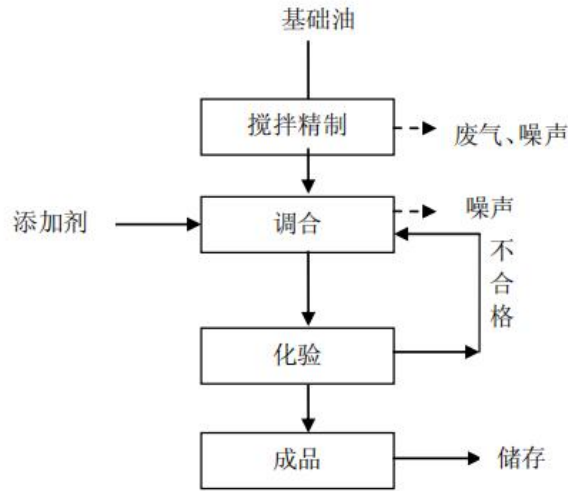 基础油
搅拌精制
废气、噪声
添加剂
调合
噪声
不合格
化验
成品
储存